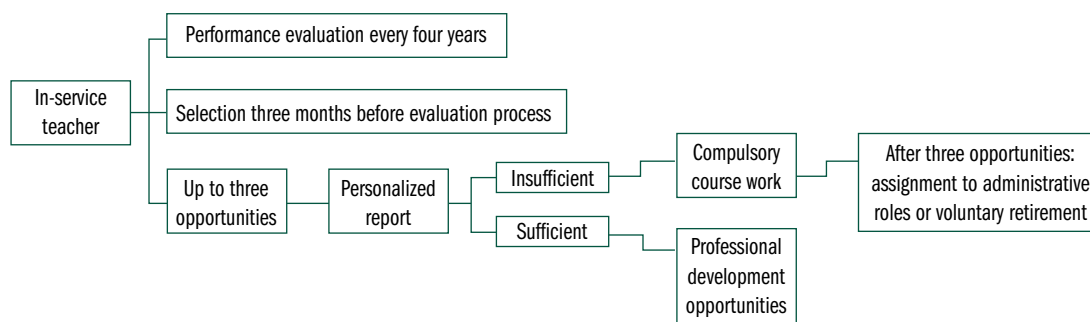 Performance evaluation every four years
In-service
teacher
Selection three months before evaluation process
Up to three
opportunities
Personalized
report
Insufficient
Sufficient
Compulsory
course work
After three opportunities:
assignment to administrative
roles or voluntary retirement
Professional
development
opportunities